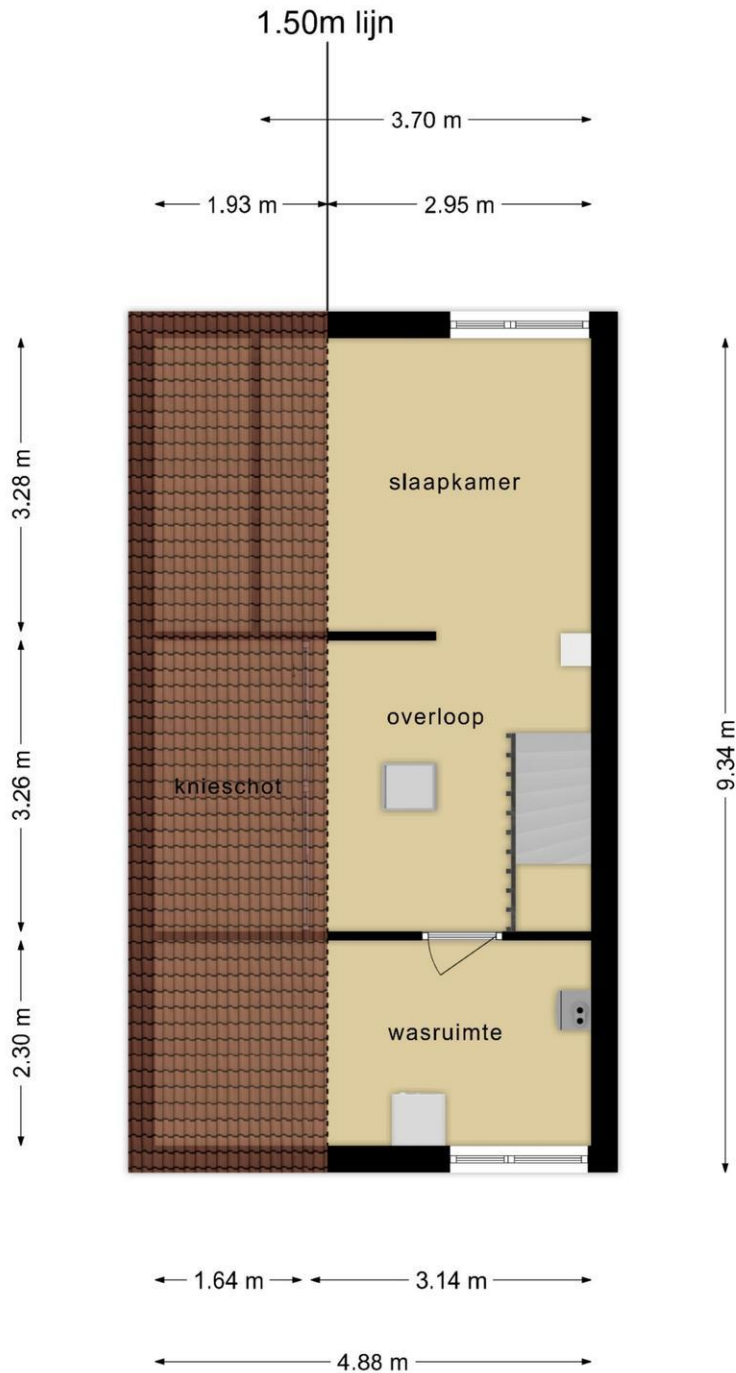 1.50m lijn
3.70 m
1.93 m
2.95 m
3.28 m
slaapkamer
overloop
9.34 m
3.26 m
knieschot
2.30 m
wasruimte
1.64 m
3.14 m
4.88 m